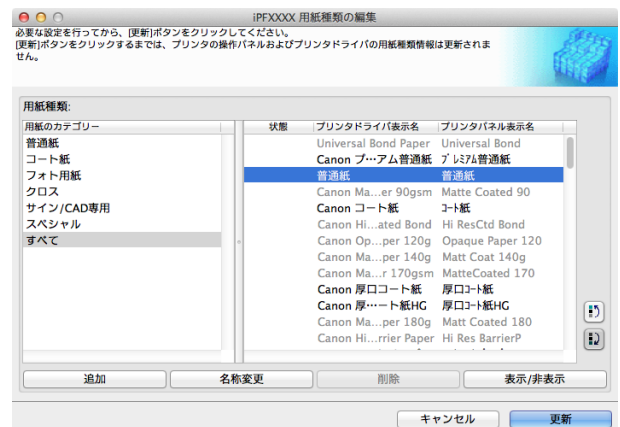 iPFXXXX 用紙種類の編集
必要な設定を行ってから、[更新]ボタンをクリックしてください。
[更新]ボタンをクリックするまでは、プリンタの操作パネルおよびプリンタドライバの用紙種類情報は更新されま
せん。
用紙種類:
用紙のカテゴリー 状態 プリンタドライバ表示名 プリンタパネル表示名
普通紙 Universal Bond Paper Universal Bond
コート紙 Canon プ…アム普通紙 プレミアム普通紙
フォト用紙 普通紙 普通紙
クロス Canon Ma...er 90gsm Matte Coated 90
サイン/CAD専用 Canon コート紙 コート紙
スペシャル Canon Hi...ated Bond Hi ResCtd Bond
すべて Canon Op...per 120g Opaque Paper 120
Canon Ma...per 140g Matt Coat 140g
Canon Ma...r 170gsm MatteCoated 170
Canon 厚口コート紙 厚口コート紙
Canon 厚…ート紙HG 厚口コート紙HG
Canon Ma...per 180g Matt Coated 180
Canon Hi...rrier Paper Hi Res BarrierP
追加 名称変更 削除 表示/非表示
キャンセル 更新